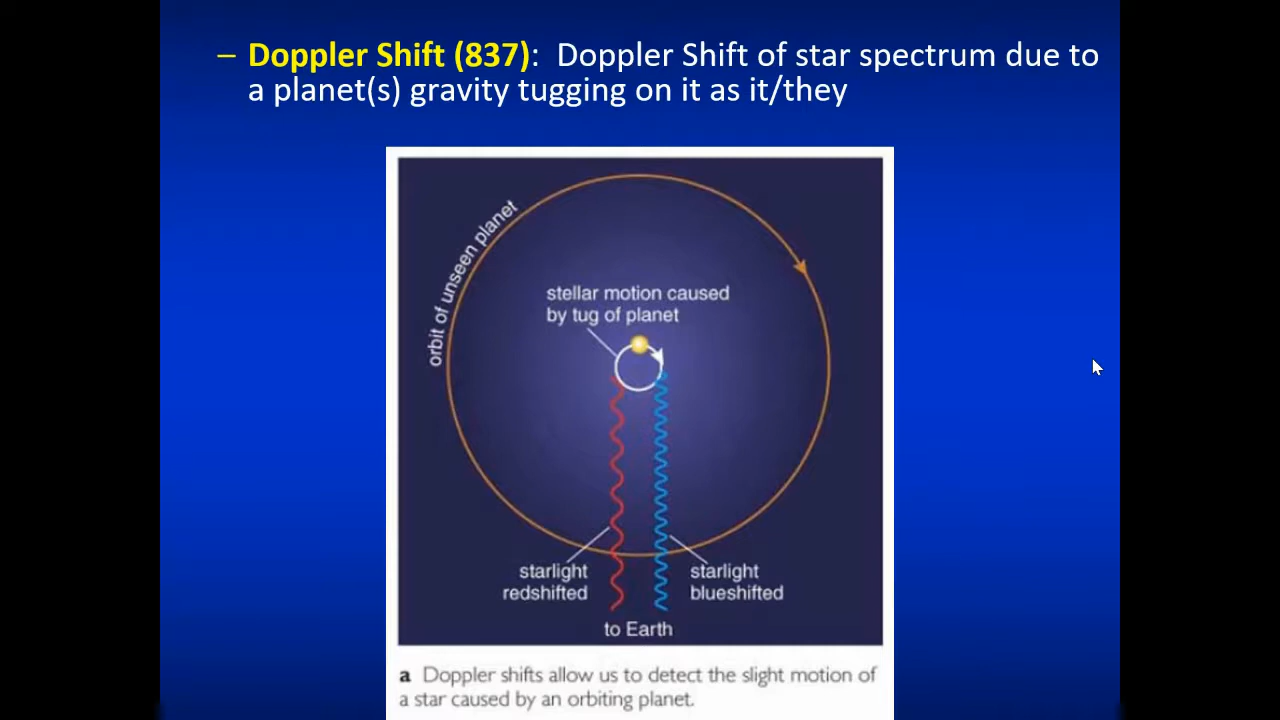 – Doppler Shift (837):  Doppler Shift of star spectrum due to
a planet(s) gravity tugging on it as it/they
orbit of unseen planet
stellar motion caused
by tug of planet
starlight
redshifted
starlight
blueshifted
to Earth
a Doppler shifts allow us to detect the slight motion of
a star caused by an orbiting planet.